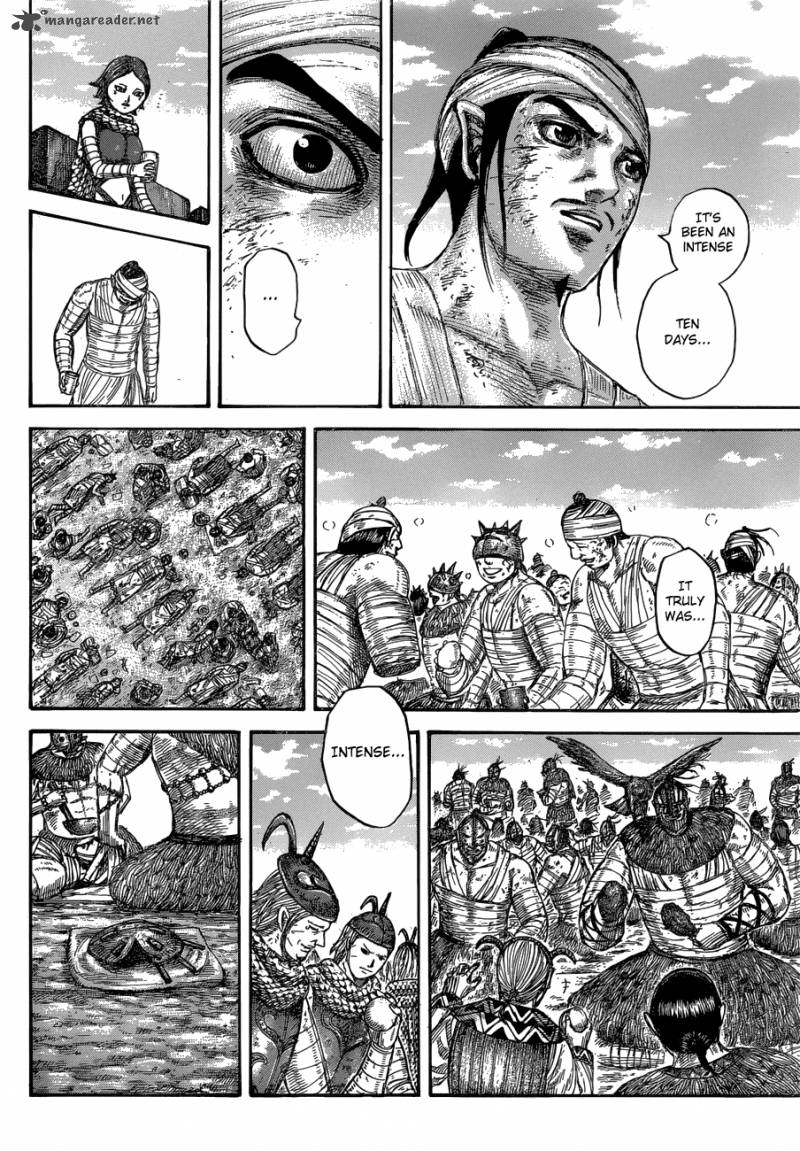 mangareader.net
IT'S
BEEN AN
INTENSE
TEN
DAYS...
...
IT
TRULY
WAS...
INTENSE...